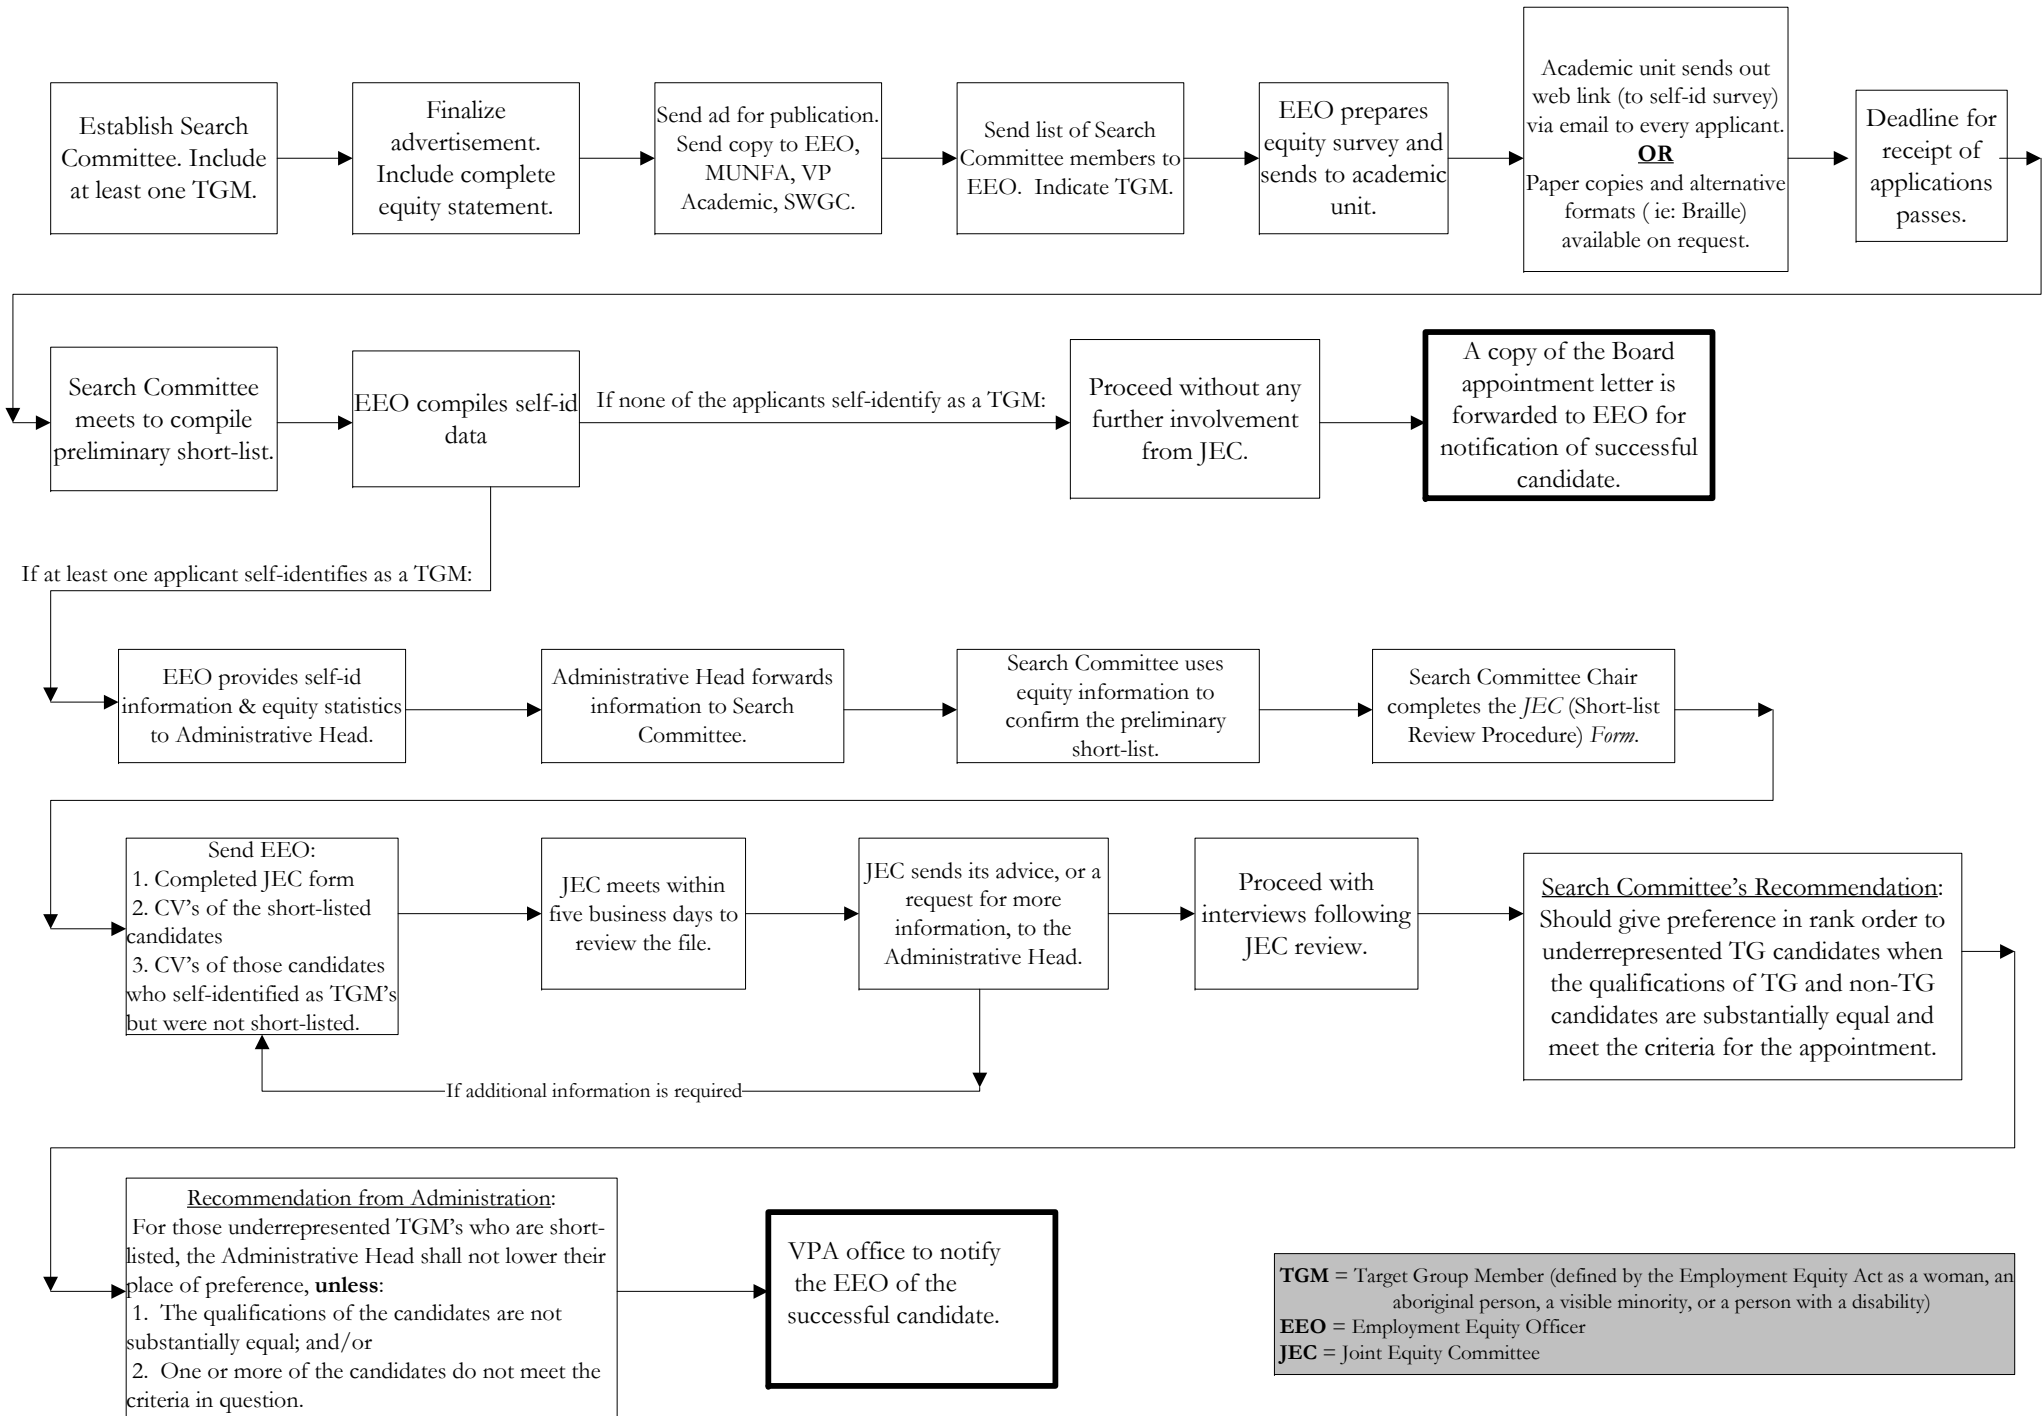 Establish Search
Committee. Include
at least one TGM.
Finalize
advertisement.
Include complete
equity statement.
Send ad for publication.
Send copy to EEO,
MUNFA, VP
Academic, SWGC.
Send list of Search
Committee members to
EEO.  Indicate TGM.
EEO prepares
equity survey and
sends to academic
unit.
Academic unit sends out
web link (to self-id survey)
via email to every applicant.
OR
Paper copies and alternative
formats ( ie: Braille)
available on request.
Deadline for
receipt of
applications
passes.
Search Committee
meets to compile
preliminary short-list.
EEO compiles self-id
data
If none of the applicants self-identify as a TGM:
Proceed without any
further involvement
from JEC.
A copy of the Board
appointment letter is
forwarded to EEO for
notification of successful
candidate.
If at least one applicant self-identifies as a TGM:
EEO provides self-id
information & equity statistics
to Administrative Head.
Administrative Head forwards
information to Search
Committee.
Search Committee uses
equity information to
confirm the preliminary
short-list.
Search Committee Chair
completes the JEC (Short-list
Review Procedure) Form.
Send EEO:
1. Completed JEC form
2. CV's of the short-listed
candidates
3. CV's of those candidates
who self-identified as TGM's
but were not short-listed.
JEC meets within
five business days to
review the file.
JEC sends its advice, or a
request for more
information, to the
Administrative Head.
Proceed with
interviews following
JEC review.
Search Committee's Recommendation:
Should give preference in rank order to
underrepresented TG candidates when
the qualifications of TG and non-TG
candidates are substantially equal and
meet the criteria for the appointment.
If additional information is required
Recommendation from Administration:
For those underrepresented TGM's who are short-
listed, the Administrative Head shall not lower their
place of preference, unless:
1.  The qualifications of the candidates are not
substantially equal; and/or
2.  One or more of the candidates do not meet the
criteria in question.
VPA office to notify
the EEO of the
successful candidate.
TGM = Target Group Member (defined by the Employment Equity Act as a woman, an
aboriginal person, a visible minority, or a person with a disability)
EEO = Employment Equity Officer
JEC = Joint Equity Committee